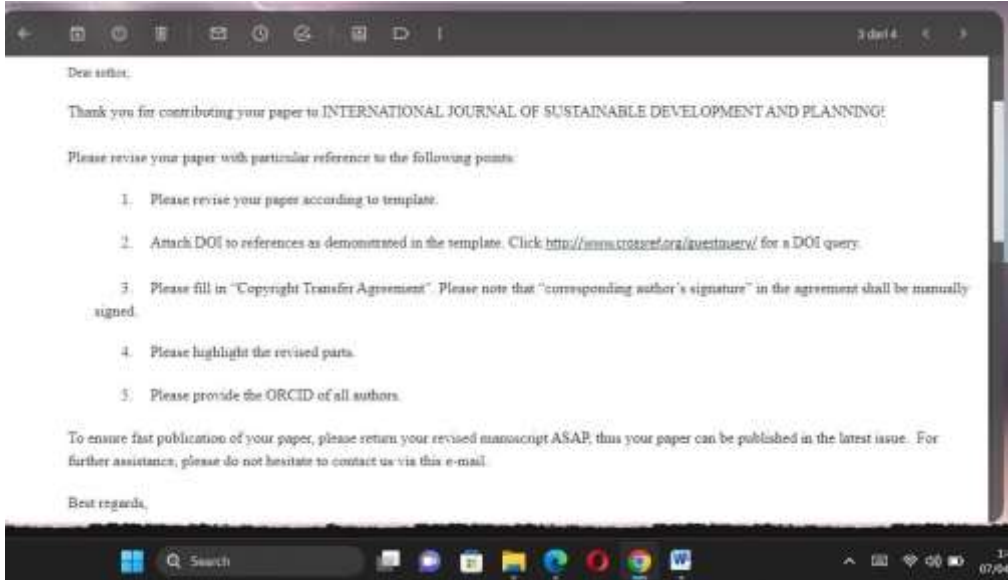 3 dari 4
Dear author,
Thank you for contributing your paper to INTERNATIONAL JOURNAL OF SUSTAINABLE DEVELOPMENT AND PLANNING!
Please revise your paper with particular reference to the following points:
1. Please revise your paper according to template.
2. Attach DOI to references as demonstrated in the template. Click http://www.crossref.org/guestquery/ for a DOI query.
3. Please fill in “Copyright Transfer Agreement”. Please note that “corresponding author’s signature” in the agreement shall be manually
signed.
4. Please highlight the revised parts.
5. Please provide the ORCID of all authors.
To ensure fast publication of your paper, please return your revised manuscript ASAP, thus your paper can be published in the latest issue. For
further assistance, please do not hesitate to contact us via this e-mail.
Best regards,
Search